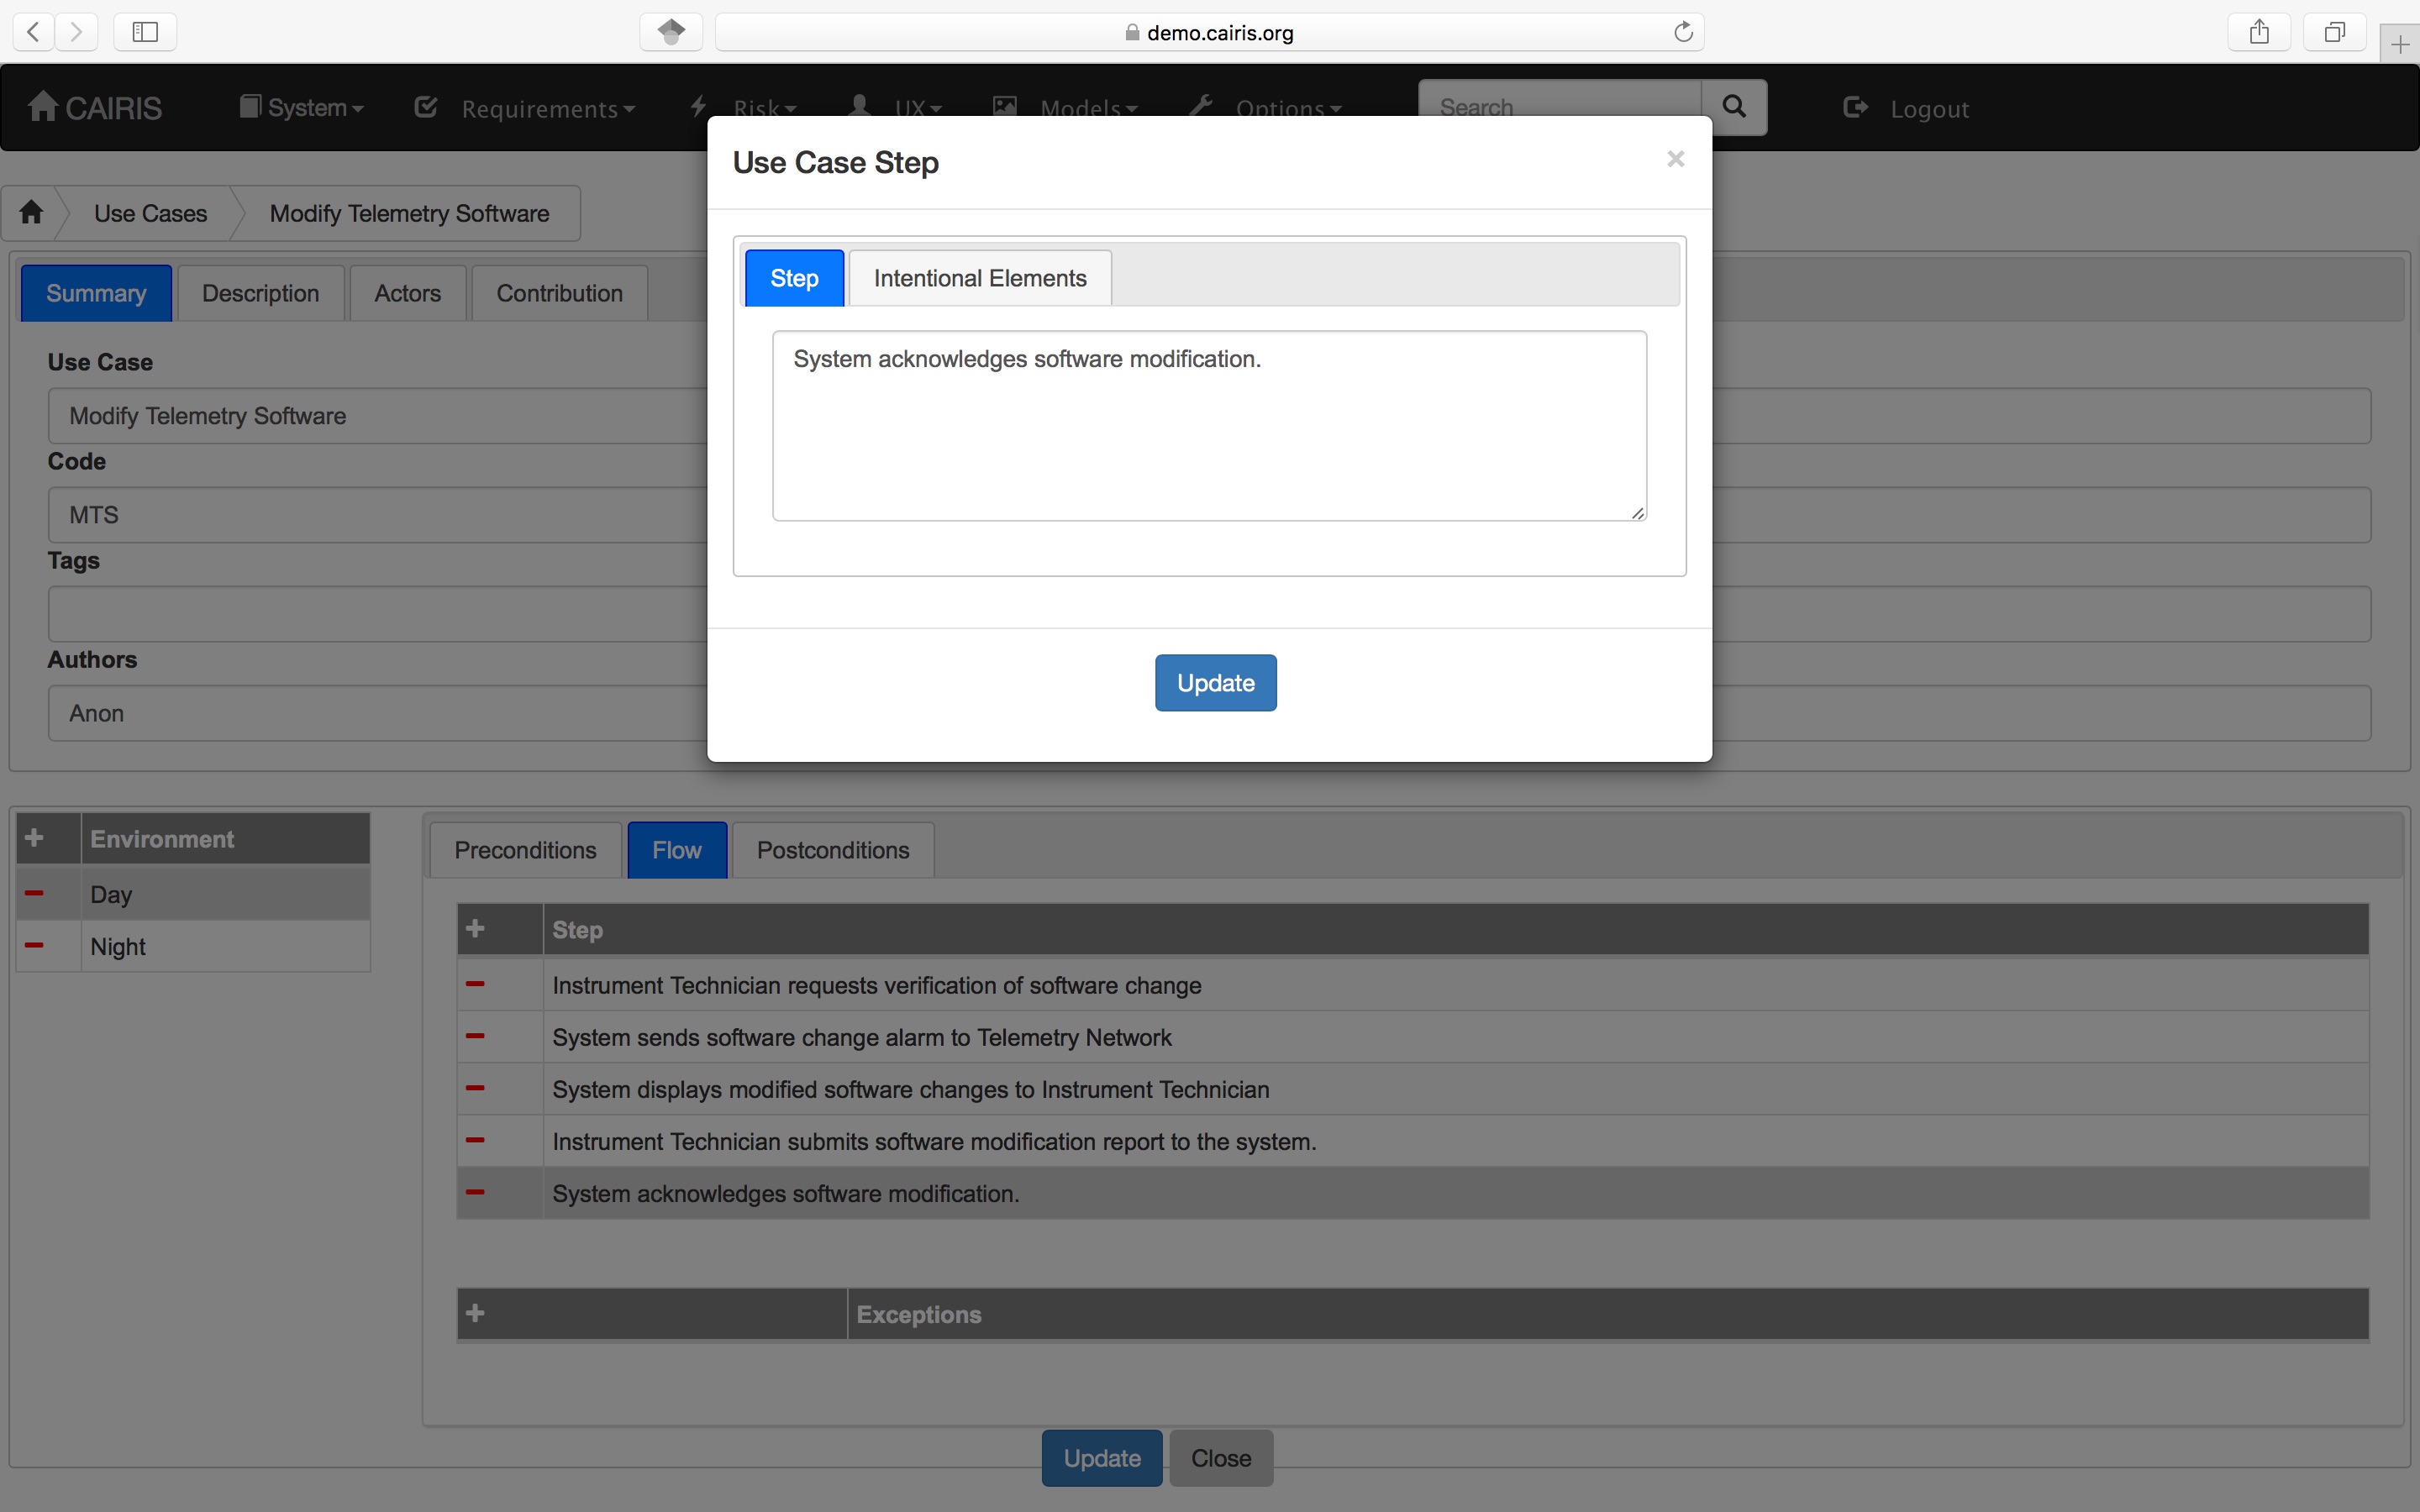 demo.cairis.org
CAIRIS System Requirements Risk UX Models Options Search Logout
Use Case Step
Use Cases Modify Telemetry Software
Step Intentional Elements
Summary Description Actors Contribution
System acknowledges software modification.
Use Case
Modify Telemetry Software
Code
MTS
Tags
Authors
Anon
Update
Environment
Day
Night
Preconditions Flow Postconditions
Step
Instrument Technician requests verification of software change
System sends software change alarm to Telemetry Network
System displays modified software changes to Instrument Technician
Instrument Technician submits software modification report to the system.
System acknowledges software modification.
Exceptions
Update Close